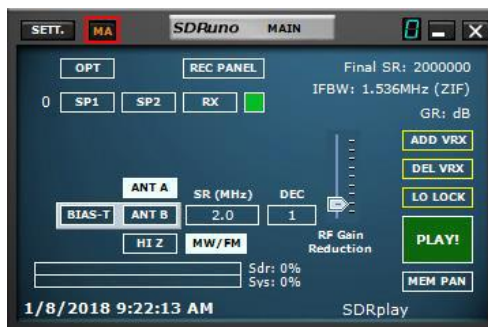 SETT. MA SDRuno MAIN 0
OPT REC PANEL Final SR: 2000000
IFBW: 1.536MHz (ZIF)
0 SP1 SP2 RX GR: dB
ADD VRX
DEL VRX
ANT A SR (MHz) DEC LO LOCK
BIAS-T ANT B 2.0 1
HI Z MW/FM RF Gain Reduction PLAY!
Sdr: 0%
Sys: 0% MEM PAN
1/8/2018 9:22:13 AM SDRplay